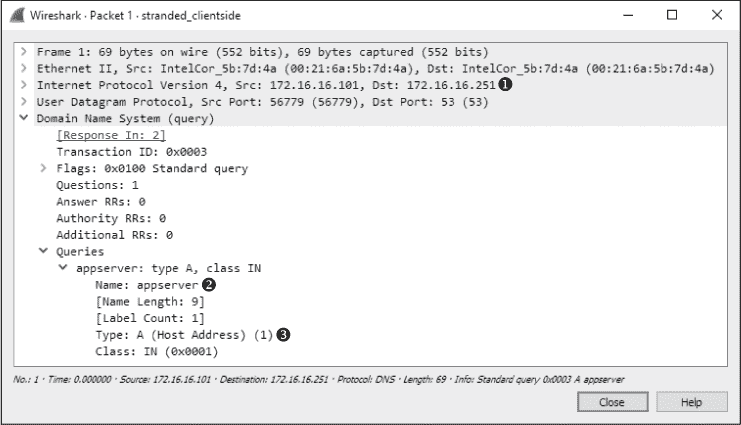 Wireshark · Packet 1 · stranded_clientside
Frame 1: 69 bytes on wire (552 bits), 69 bytes captured (552 bits)
Ethernet II, Src: IntelCor_5b:7d:4a (00:21:6a:5b:7d:4a), Dst: IntelCor_5b:7d:4a (00:21:6a:5b:7d:4a)
Internet Protocol Version 4, Src: 172.16.16.101, Dst: 172.16.16.251 ❶
User Datagram Protocol, Src Port: 56779 (56779), Dst Port: 53 (53)
Domain Name System (query)
[Response In: 2]
Transaction ID: 0x0003
Flags: 0x0100 Standard query
Questions: 1
Answer RRs: 0
Authority RRs: 0
Additional RRs: 0
Queries
appserver: type A, class IN
Name: appserver ❷
[Name Length: 9]
[Label Count: 1]
Type: A (Host Address) (1) ❸
Class: IN (0x0001)
No.: 1 · Time: 0.000000 · Source: 172.16.16.101 · Destination: 172.16.16.251 · Protocol: DNS · Length: 69 · Info: Standard query 0x0003 A appserver
Close Help